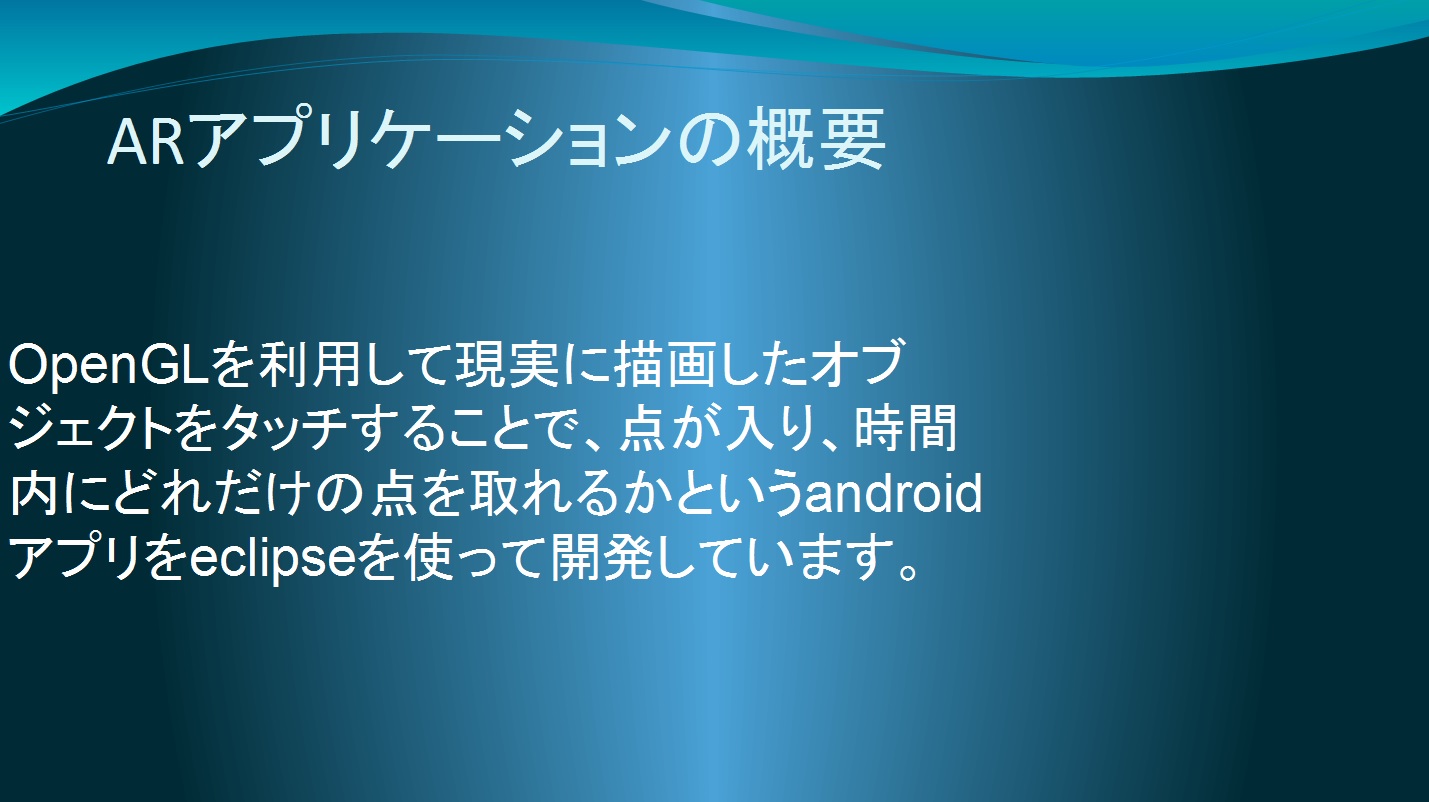 ARアプリケーションの概要
OpenGLを利用して現実に描画したオブ
ジェクトをタッチすることで、点が入り、時間
内にどれだけの点を取れるかというandroid
アプリをeclipseを使って開発しています。